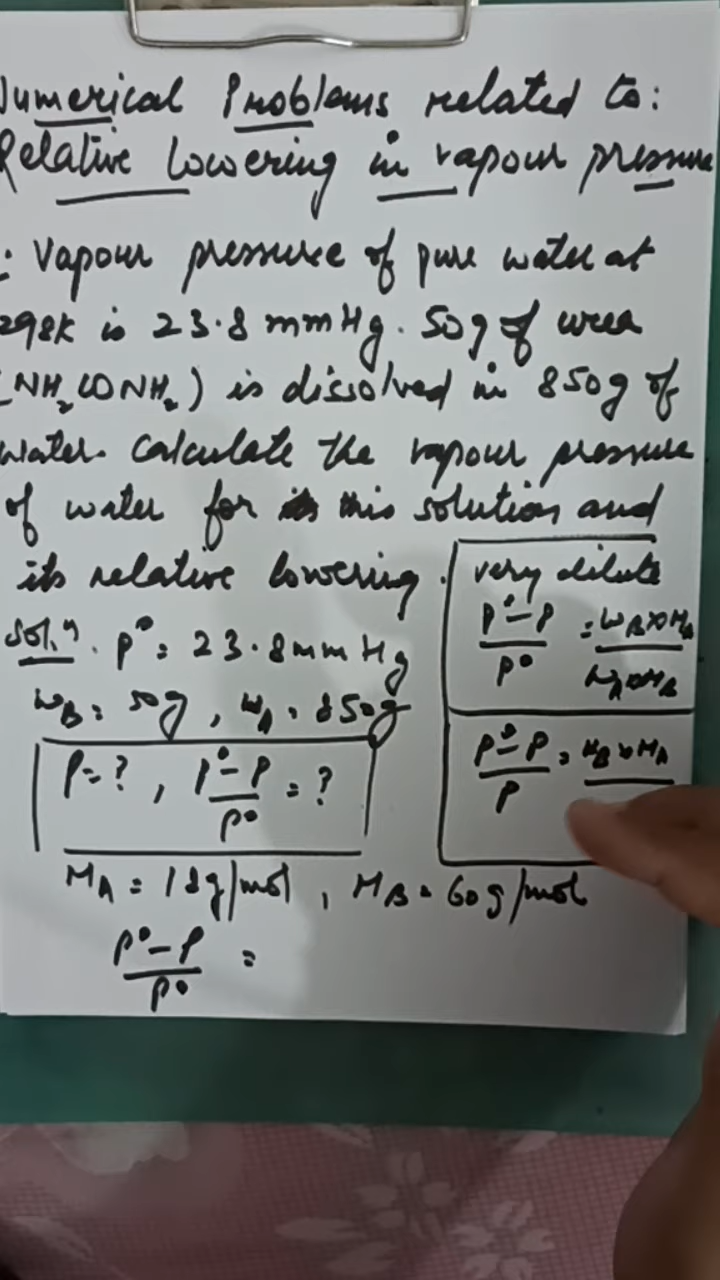 Numerical Problems related to:
Relative lowering in vapour pressure
: Vapour pressure of pure water at
298K is 23.8 mmHg. 50g of urea
(NH₂CONH₂) is dissolved in 850g of
water. Calculate the vapour pressure
of water for this solution and
its relative lowering.
very dilute
P°-P / P° = WB×MA / WA×MB
Sol.ⁿ. P° = 23.8mmHg
WB = 50g, WA = 850g
P°-P / P = WB×MA
P = ?, P°-P / P° = ?
MA = 18g/mol, MB = 60g/mol
P°-P / P° =